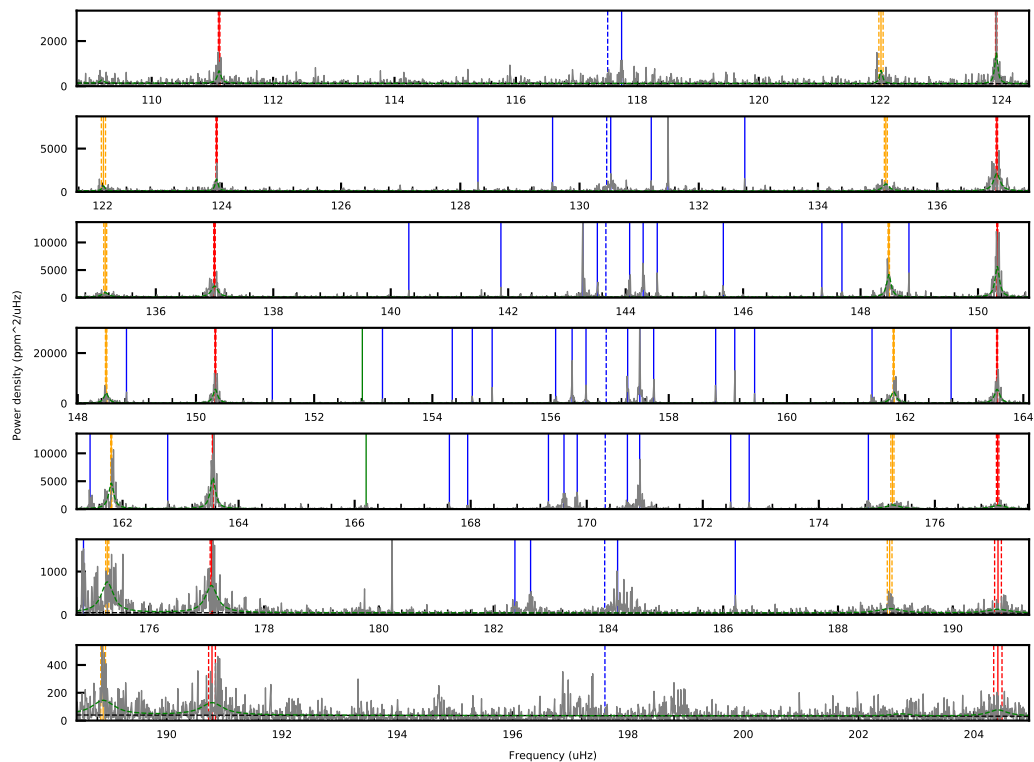 2000
0
110 112 114 116 118 120 122 124
5000
0
122 124 126 128 130 132 134 136
10000
5000
0
136 138 140 142 144 146 148 150
20000
0
148 150 152 154 156 158 160 162 164
10000
5000
0
162 164 166 168 170 172 174 176
1000
0
176 178 180 182 184 186 188 190
400
200
0
190 192 194 196 198 200 202 204
Power density (ppm^2/uHz)
Frequency (uHz)